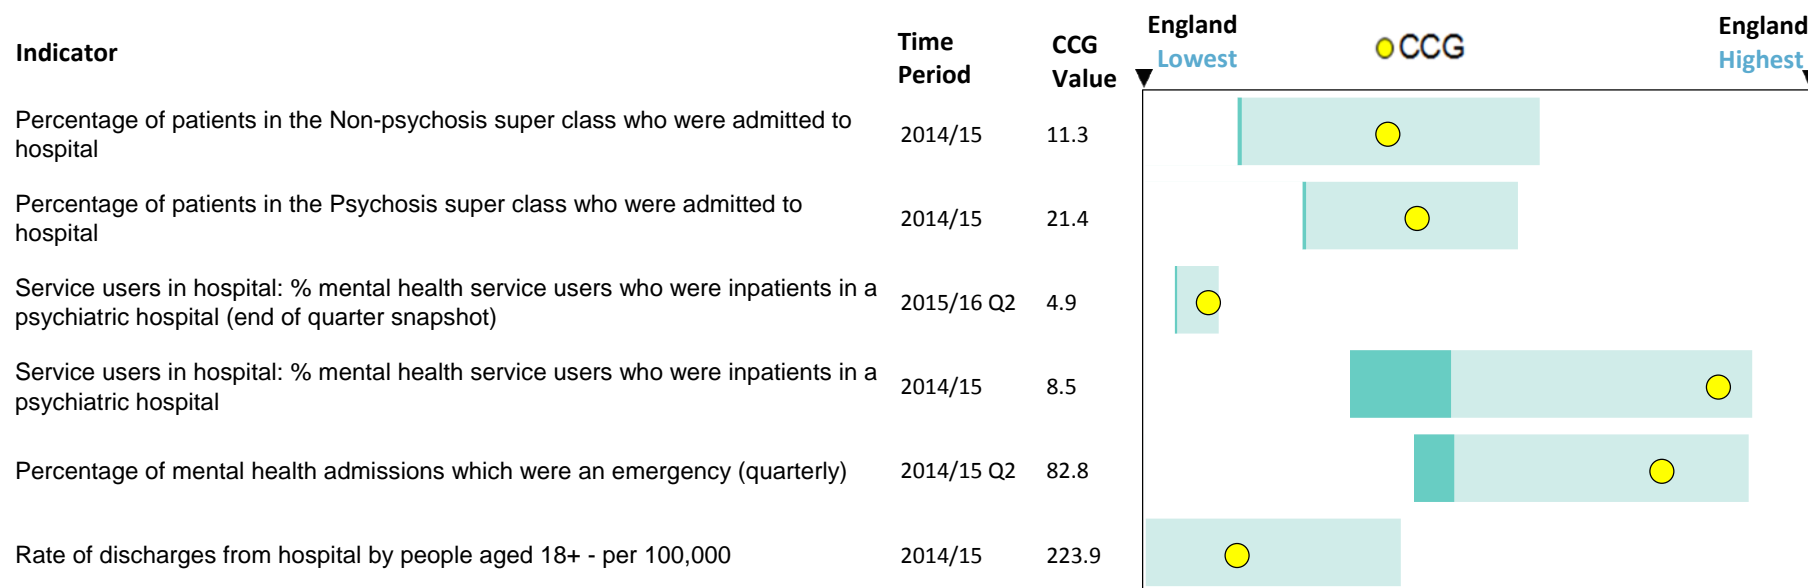 Indicator
Time
Period
CCG
Value
England
Lowest
CCG
England
Highest
Percentage of patients in the Non-psychosis super class who were admitted to
hospital
2014/15
11.3
Percentage of patients in the Psychosis super class who were admitted to
hospital
2014/15
21.4
Service users in hospital: % mental health service users who were inpatients in a
psychiatric hospital (end of quarter snapshot)
2015/16 Q2
4.9
Service users in hospital: % mental health service users who were inpatients in a
psychiatric hospital
2014/15
8.5
Percentage of mental health admissions which were an emergency (quarterly)
2014/15 Q2
82.8
Rate of discharges from hospital by people aged 18+ - per 100,000
2014/15
223.9